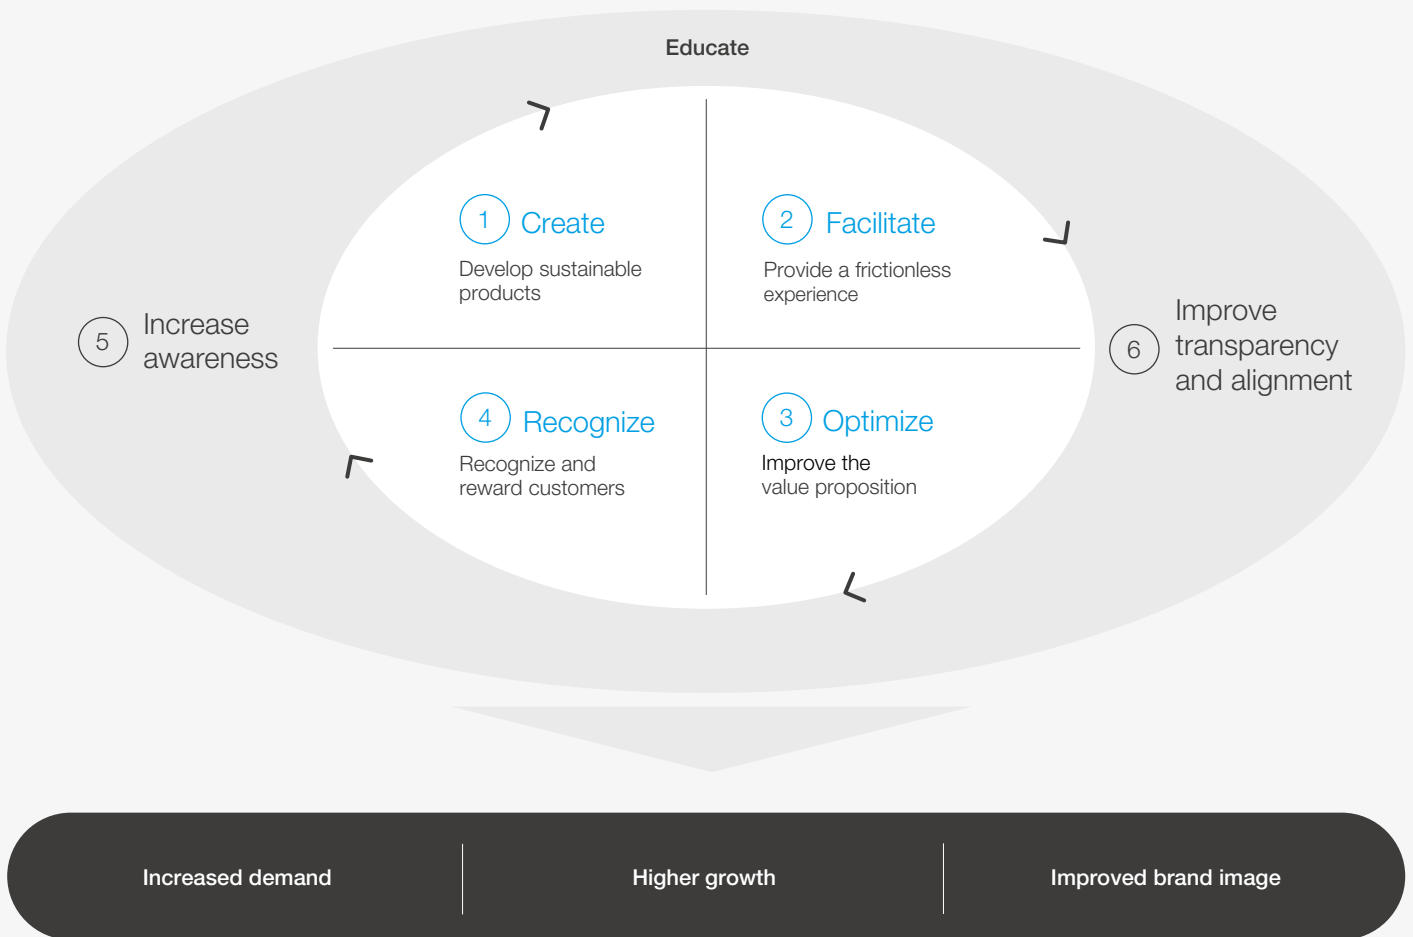 Educate
1 Create
Develop sustainable
products
2 Facilitate
Provide a frictionless
experience
5 Increase
awareness
6 Improve
transparency
and alignment
4 Recognize
Recognize and
reward customers
3 Optimize
Improve the
value proposition
Increased demand
Higher growth
Improved brand image